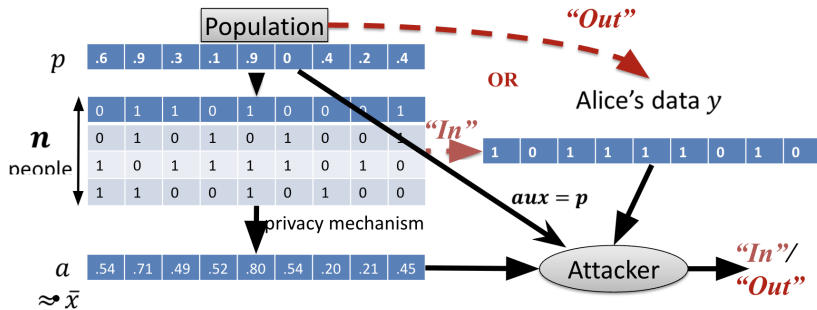 Population
"Out"
p .6 .9 .3 .1 .9 0 .4 .2 .4
OR
Alice's data y
0 1 1 0 1 0 0 0 1
n
people
0 1 0 1 0 1 0 0 1
"In"
1 0 1 1 1 1 0 1 0
1 0 1 1 1 1 0 1 0
1 1 0 0 1 0 1 0 0
aux = p
privacy mechanism
a .54 .71 .49 .52 .80 .54 .20 .21 .45
≈ x̄
Attacker
"In"/
"Out"